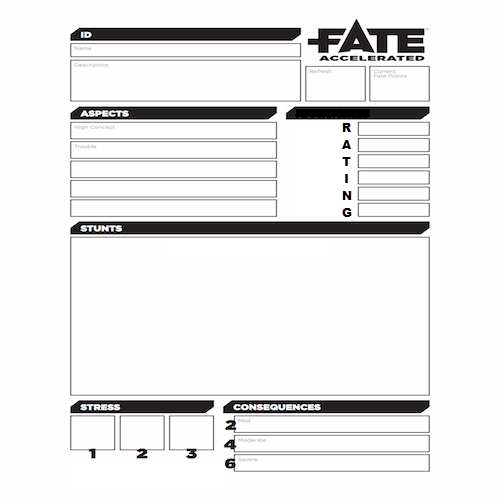 ID
FATE™
ACCELERATED
Name
Description
Refresh
Current
Fate Points
ASPECTS
High Concept
Trouble
R
A
T
I
N
G
STUNTS
STRESS
1 2 3
CONSEQUENCES
2 Mild
4 Moderate
6 Severe